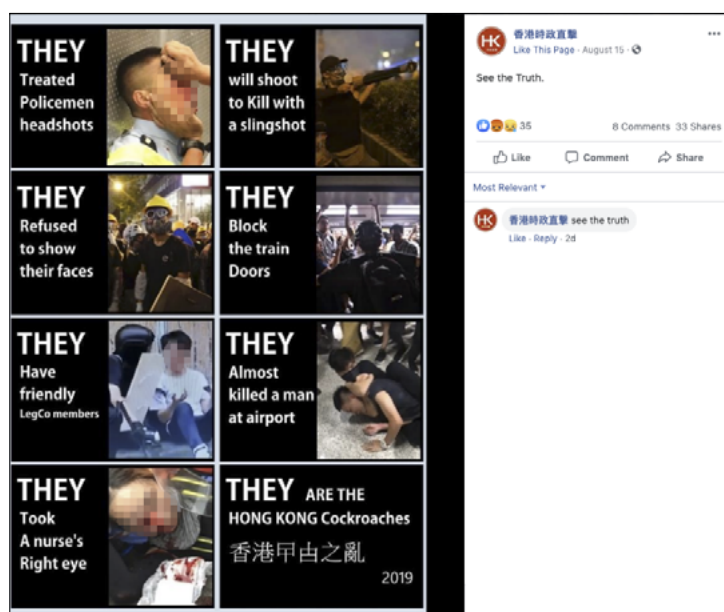 THEY
Treated
Policemen
headshots
THEY
will shoot
to Kill with
a slingshot
THEY
Refused
to show
their faces
THEY
Block
the train
Doors
THEY
Have
friendly
LegCo members
THEY
Almost
killed a man
at airport
THEY
Took
A nurse's
Right eye
THEY ARE THE
HONG KONG Cockroaches
香港曱甴之亂
2019
HK
香港時政直擊
Like This Page · August 15 ·
See the Truth.
35
8 Comments 33 Shares
Like Comment Share
Most Relevant
HK
香港時政直擊 see the truth
Like · Reply · 2d